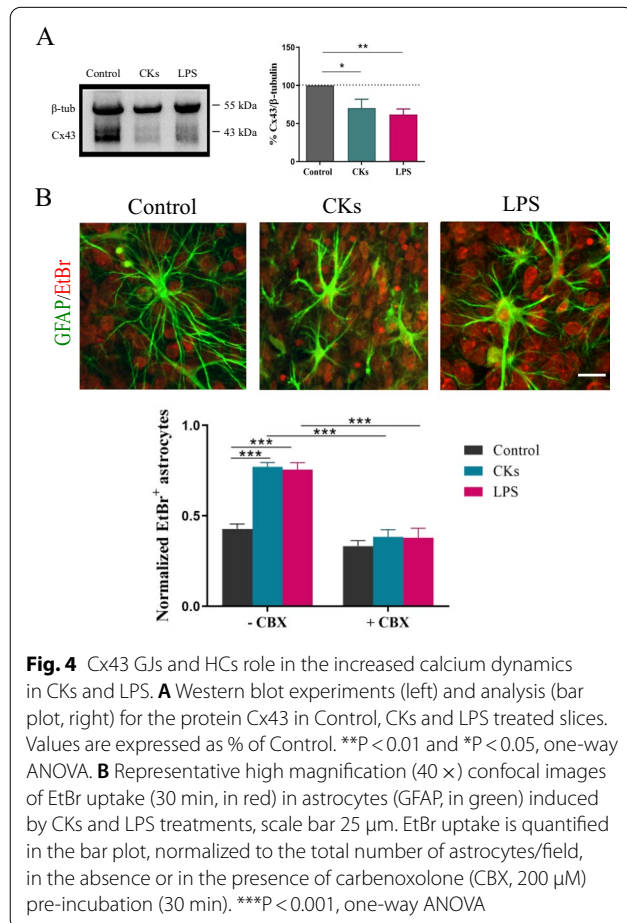 A
Control CKs LPS
β-tub
55 kDa
Cx43
43 kDa
% Cx43/β-tubulin
150
100
50
0
**
*
Control
CKs
LPS
B
Control CKs LPS
GFAP/EtBr
Normalized EtBr+ astrocytes
1.0
0.5
0.0
***
***
***
***
Control
CKs
LPS
- CBX
+ CBX
Fig. 4 Cx43 GJs and HCs role in the increased calcium dynamics
in CKs and LPS. A Western blot experiments (left) and analysis (bar
plot, right) for the protein Cx43 in Control, CKs and LPS treated slices.
Values are expressed as % of Control. **P < 0.01 and *P < 0.05, one-way
ANOVA. B Representative high magnification (40 ×) confocal images
of EtBr uptake (30 min, in red) in astrocytes (GFAP, in green) induced
by CKs and LPS treatments, scale bar 25 μm. EtBr uptake is quantified
in the bar plot, normalized to the total number of astrocytes/field,
in the absence or in the presence of carbenoxolone (CBX, 200 μM)
pre-incubation (30 min). ***P < 0.001, one-way ANOVA